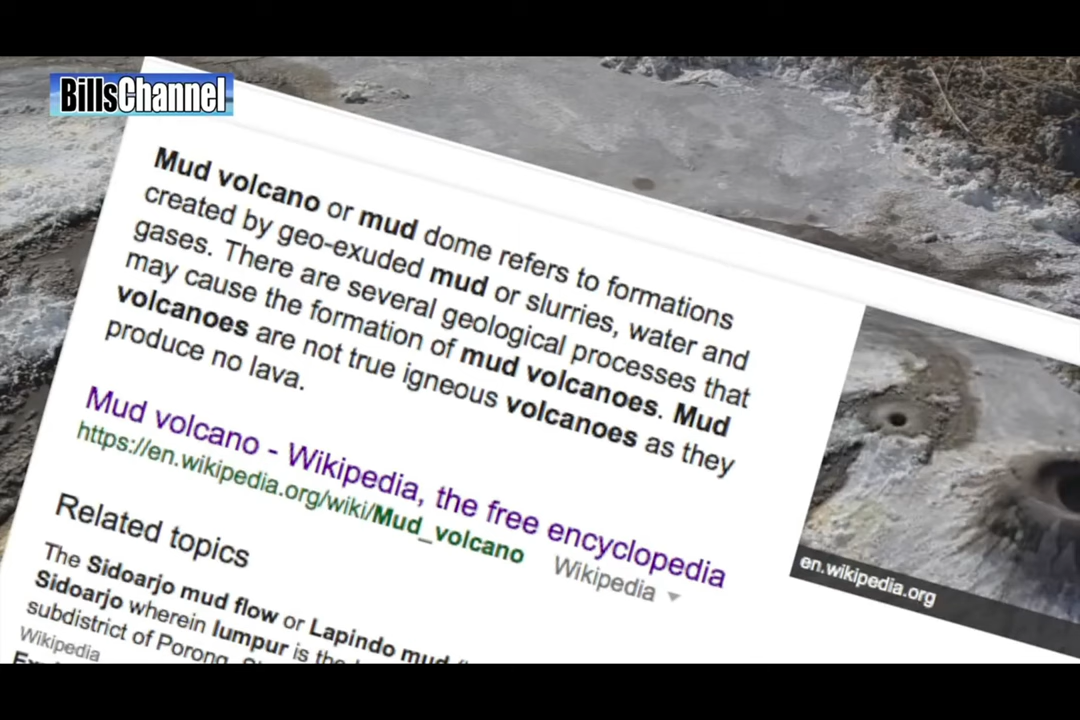 BillsChannel
Mud volcano or mud dome refers to formations
created by geo-exuded mud or slurries, water and
gases. There are several geological processes that
may cause the formation of mud volcanoes. Mud
volcanoes are not true igneous volcanoes as they
produce no lava.
Mud volcano - Wikipedia, the free encyclopedia
https://en.wikipedia.org/wiki/Mud_volcano
Wikipedia
en.wikipedia.org
Related topics
The Sidoarjo mud flow or Lapindo mud
Sidoarjo wherein lumpur is the
subdistrict of Porong,
Wikipedia